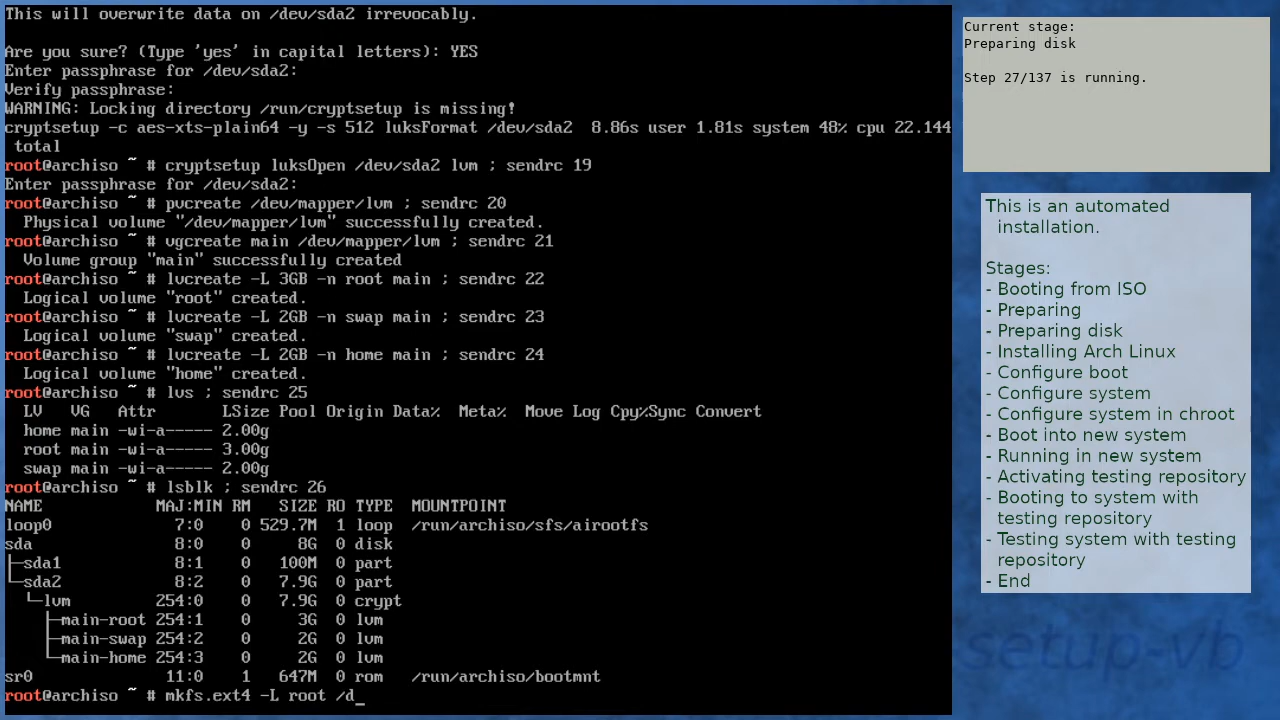 This will overwrite data on /dev/sda2 irrevocably.
Are you sure? (Type 'yes' in capital letters): YES
Enter passphrase for /dev/sda2:
Verify passphrase:
WARNING: Locking directory /run/cryptsetup is missing!
cryptsetup -c aes-xts-plain64 -y -s 512 luksFormat /dev/sda2  8.86s user 1.81s system 48% cpu 22.144
 total
root@archiso ~ # cryptsetup luksOpen /dev/sda2 lvm ; sendrc 19
Enter passphrase for /dev/sda2:
root@archiso ~ # pvcreate /dev/mapper/lvm ; sendrc 20
  Physical volume "/dev/mapper/lvm" successfully created.
root@archiso ~ # vgcreate main /dev/mapper/lvm ; sendrc 21
  Volume group "main" successfully created
root@archiso ~ # lvcreate -L 3GB -n root main ; sendrc 22
  Logical volume "root" created.
root@archiso ~ # lvcreate -L 2GB -n swap main ; sendrc 23
  Logical volume "swap" created.
root@archiso ~ # lvcreate -L 2GB -n home main ; sendrc 24
  Logical volume "home" created.
root@archiso ~ # lvs ; sendrc 25
  LV   VG   Attr       LSize Pool Origin Data%  Meta%  Move Log Cpy%Sync Convert
  home main -wi-a----- 2.00g
  root main -wi-a----- 3.00g
  swap main -wi-a----- 2.00g
root@archiso ~ # lsblk ; sendrc 26
NAME            MAJ:MIN RM   SIZE RO TYPE  MOUNTPOINT
loop0             7:0    0 529.7M  1 loop  /run/archiso/sfs/airootfs
sda               8:0    0     8G  0 disk
├─sda1            8:1    0   100M  0 part
└─sda2            8:2    0   7.9G  0 part
  └─lvm         254:0    0   7.9G  0 crypt
    ├─main-root 254:1    0     3G  0 lvm
    ├─main-swap 254:2    0     2G  0 lvm
    └─main-home 254:3    0     2G  0 lvm
sr0              11:0    1   647M  0 rom   /run/archiso/bootmnt
root@archiso ~ # mkfs.ext4 -L root /d_
Current stage:
Preparing disk
Step 27/137 is running.
This is an automated
installation.
Stages:
- Booting from ISO
- Preparing
- Preparing disk
- Installing Arch Linux
- Configure boot
- Configure system
- Configure system in chroot
- Boot into new system
- Running in new system
- Activating testing repository
- Booting to system with
testing repository
- Testing system with testing
repository
- End
setup-vb